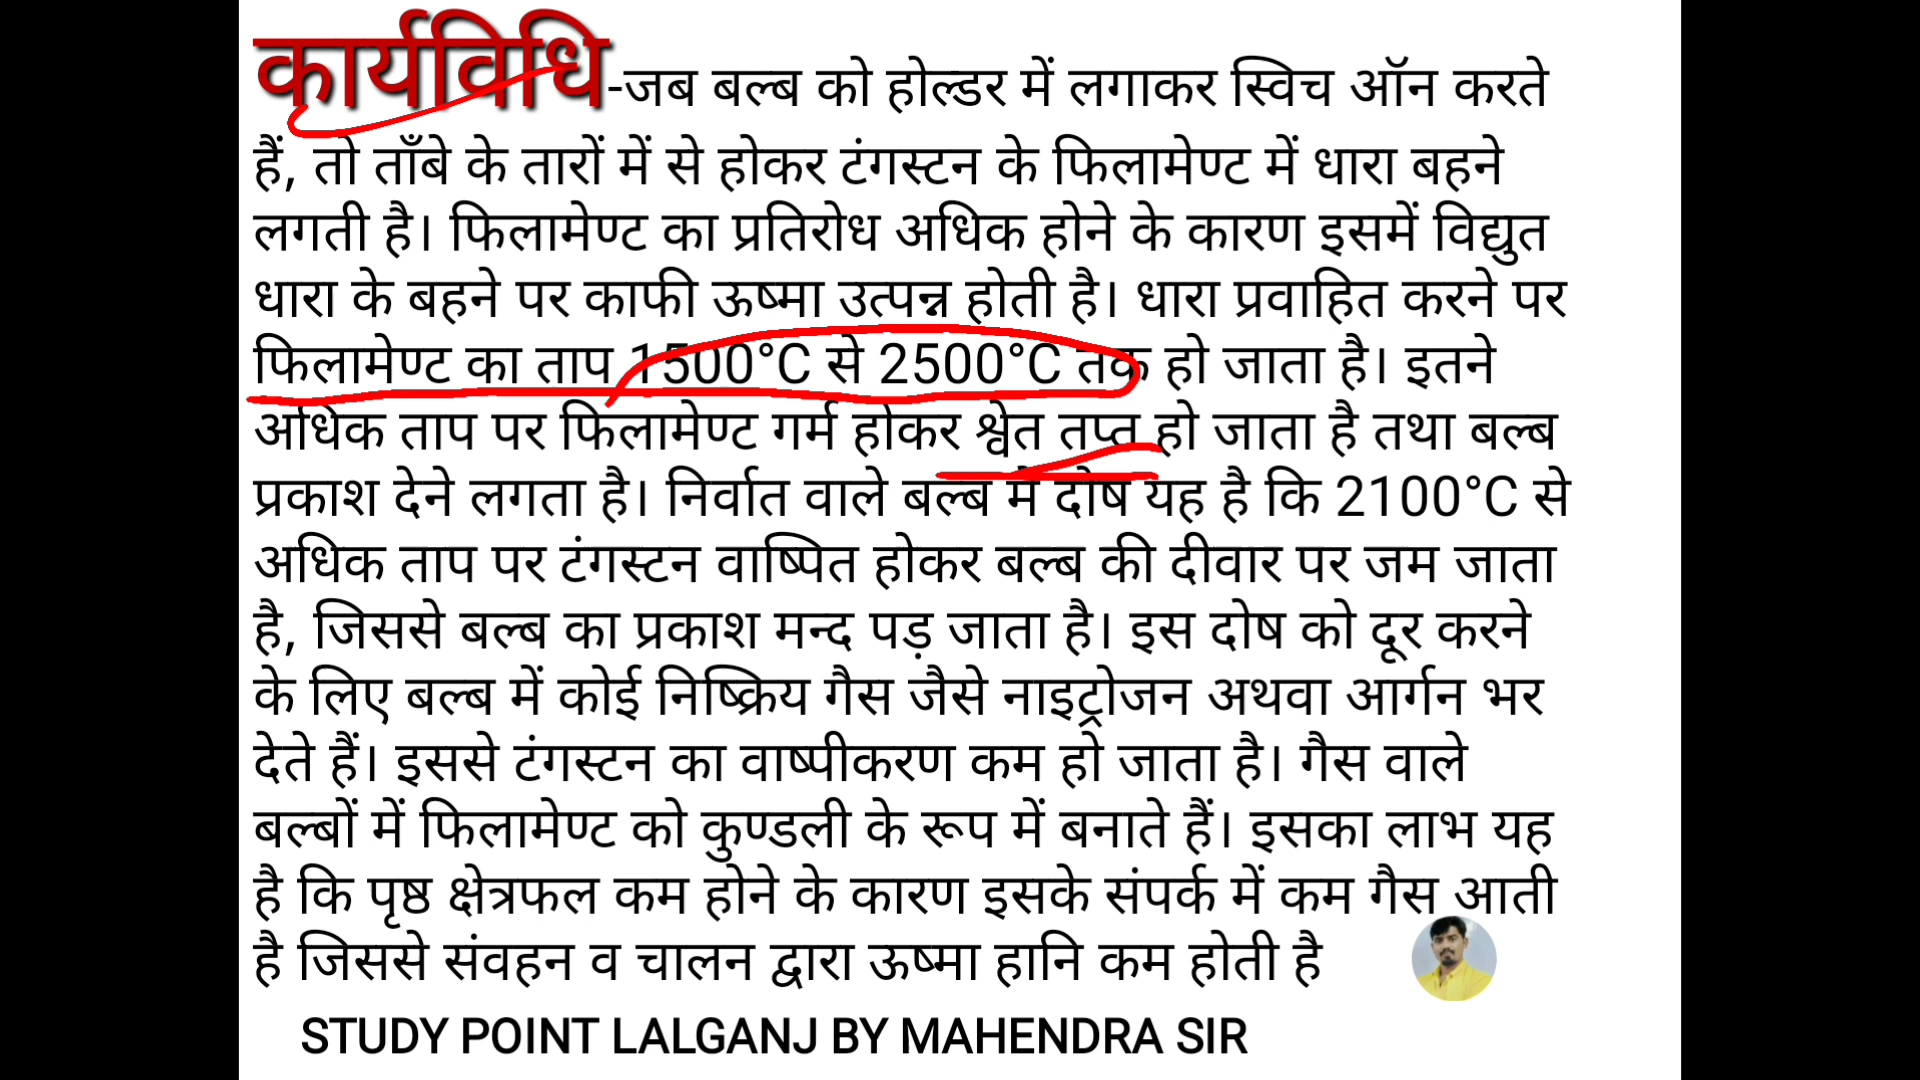 कार्यविधि-जब बल्ब को होल्डर में लगाकर स्विच ऑन करते
हैं, तो ताँबे के तारों में से होकर टंगस्टन के फिलामेण्ट में धारा बहने
लगती है। फिलामेण्ट का प्रतिरोध अधिक होने के कारण इसमें विद्युत
धारा के बहने पर काफी ऊष्मा उत्पन्न होती है। धारा प्रवाहित करने पर
फिलामेण्ट का ताप 1500°C से 2500°C तक हो जाता है। इतने
अधिक ताप पर फिलामेण्ट गर्म होकर श्वेत तप्त हो जाता है तथा बल्ब
प्रकाश देने लगता है। निर्वात वाले बल्ब में दोष यह है कि 2100°C से
अधिक ताप पर टंगस्टन वाष्पित होकर बल्ब की दीवार पर जम जाता
है, जिससे बल्ब का प्रकाश मन्द पड़ जाता है। इस दोष को दूर करने
के लिए बल्ब में कोई निष्क्रिय गैस जैसे नाइट्रोजन अथवा आर्गन भर
देते हैं। इससे टंगस्टन का वाष्पीकरण कम हो जाता है। गैस वाले
बल्बों में फिलामेण्ट को कुण्डली के रूप में बनाते हैं। इसका लाभ यह
है कि पृष्ठ क्षेत्रफल कम होने के कारण इसके संपर्क में कम गैस आती
है जिससे संवहन व चालन द्वारा ऊष्मा हानि कम होती है
STUDY POINT LALGANJ BY MAHENDRA SIR